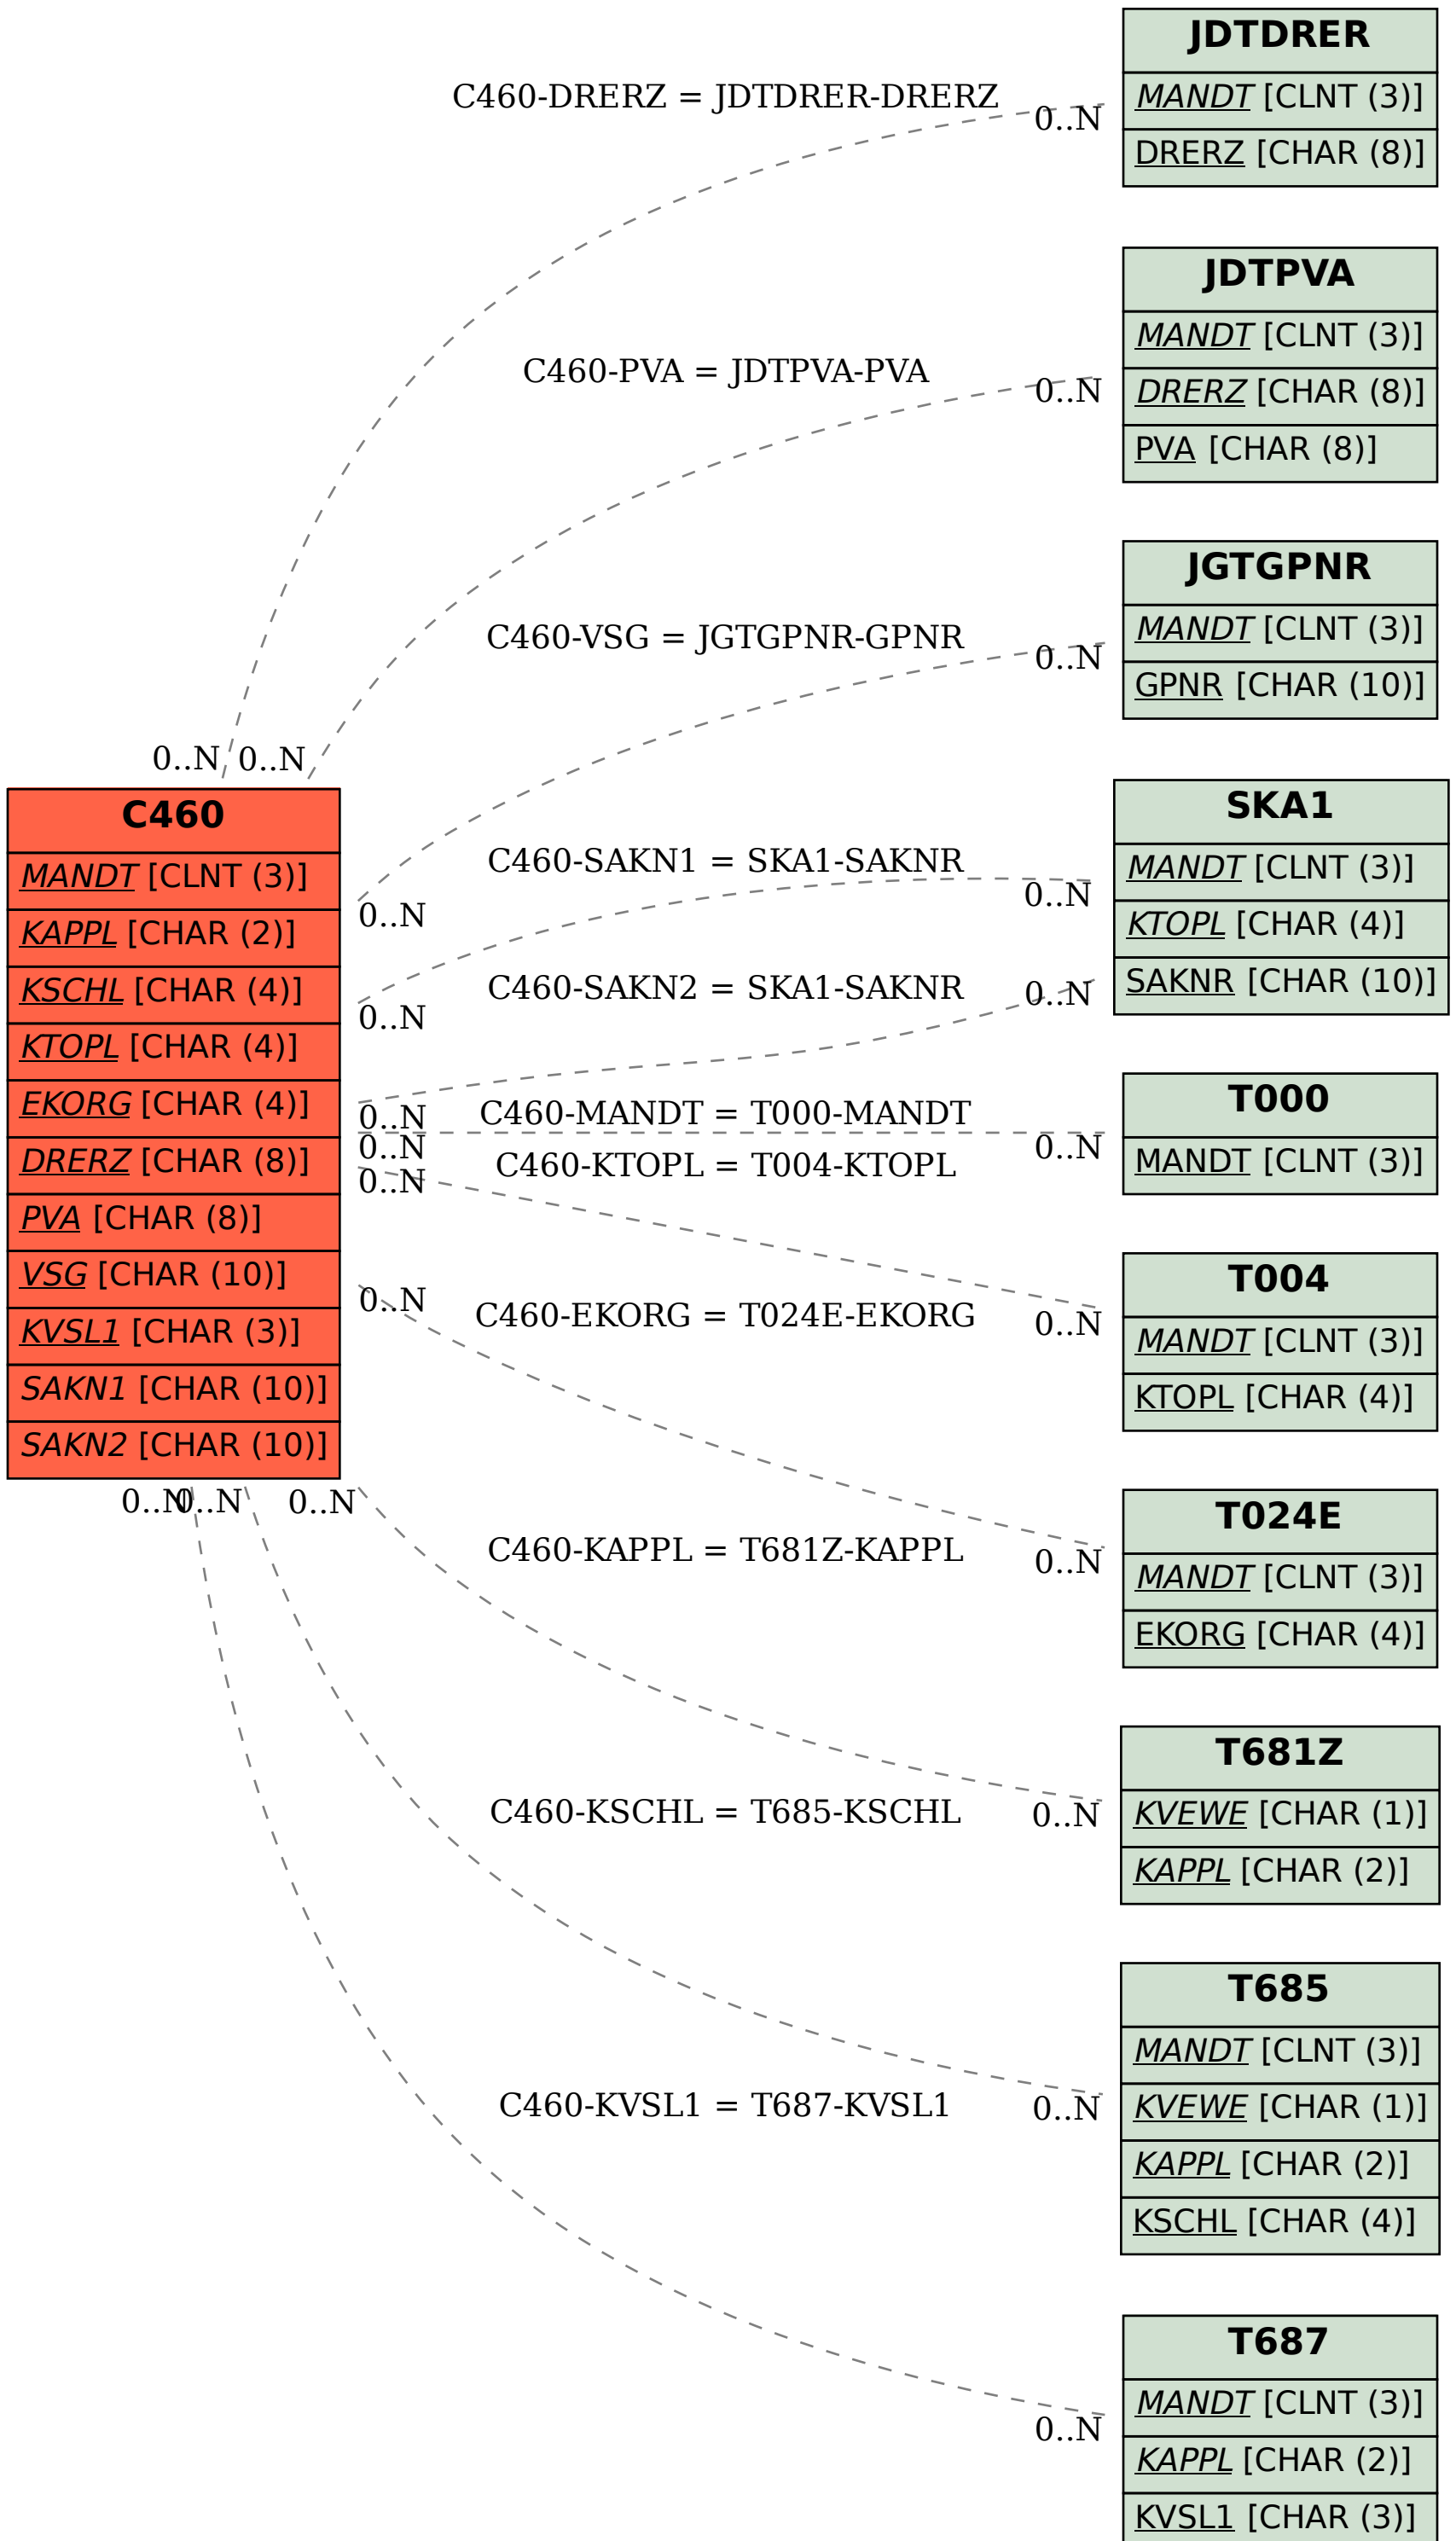 JDTDRER
MANDT [CLNT (3)]
DRERZ [CHAR (8)]
C460-DRERZ = JDTDRER-DRERZ
0..N
JDTPVA
MANDT [CLNT (3)]
DRERZ [CHAR (8)]
PVA [CHAR (8)]
C460-PVA = JDTPVA-PVA
0..N
JGTGPNR
MANDT [CLNT (3)]
GPNR [CHAR (10)]
C460-VSG = JGTGPNR-GPNR
0..N
0..N
0..N
C460
MANDT [CLNT (3)]
KAPPL [CHAR (2)]
KSCHL [CHAR (4)]
KTOPL [CHAR (4)]
EKORG [CHAR (4)]
DRERZ [CHAR (8)]
PVA [CHAR (8)]
VSG [CHAR (10)]
KVSL1 [CHAR (3)]
SAKN1 [CHAR (10)]
SAKN2 [CHAR (10)]
0..N
0..N
0..N
0..N
0..N
0..N
0..N
0..N
0..N
SKA1
MANDT [CLNT (3)]
KTOPL [CHAR (4)]
SAKNR [CHAR (10)]
C460-SAKN1 = SKA1-SAKNR
0..N
C460-SAKN2 = SKA1-SAKNR
0..N
T000
MANDT [CLNT (3)]
C460-MANDT = T000-MANDT
0..N
C460-KTOPL = T004-KTOPL
T004
MANDT [CLNT (3)]
KTOPL [CHAR (4)]
0..N
C460-EKORG = T024E-EKORG
T024E
MANDT [CLNT (3)]
EKORG [CHAR (4)]
0..N
C460-KAPPL = T681Z-KAPPL
T681Z
KVEWE [CHAR (1)]
KAPPL [CHAR (2)]
0..N
C460-KSCHL = T685-KSCHL
T685
MANDT [CLNT (3)]
KVEWE [CHAR (1)]
KAPPL [CHAR (2)]
KSCHL [CHAR (4)]
0..N
C460-KVSL1 = T687-KVSL1
T687
MANDT [CLNT (3)]
KAPPL [CHAR (2)]
KVSL1 [CHAR (3)]
0..N